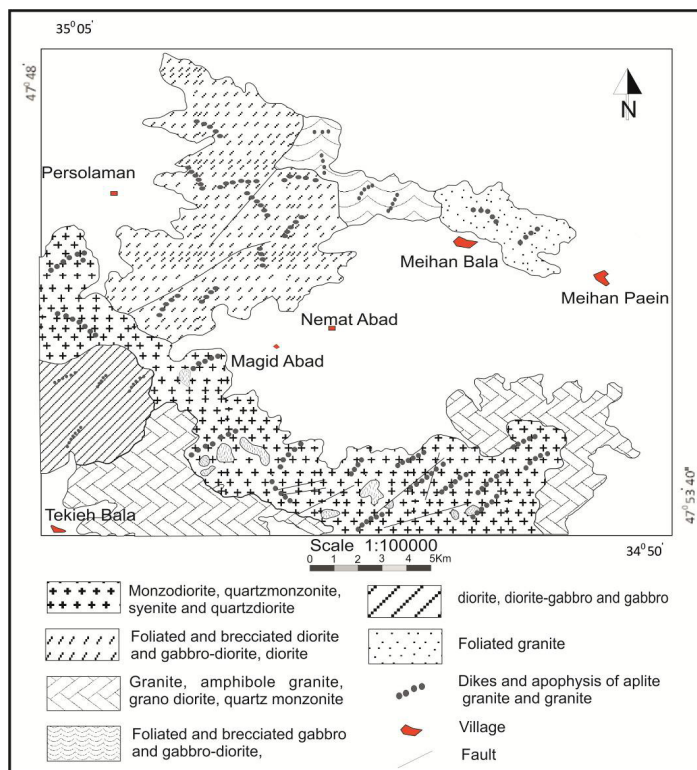 35° 05'
47° 48'
N
Persolaman
Meihan Bala
Meihan Paein
Nemat Abad
Magid Abad
Tekieh Bala
47° 53' 40"
34° 50'
Scale 1:100000
0 1 2 3 4 5Km
Monzodiorite, quartzmonzonite,
syenite and quartzdiorite
diorite, diorite-gabbro and gabbro
Foliated and brecciated diorite
and gabbro-diorite, diorite
Foliated granite
Granite, amphibole granite,
grano diorite, quartz monzonite
Dikes and apophysis of aplite
granite and granite
Foliated and brecciated gabbro
and gabbro-diorite,
Village
Fault